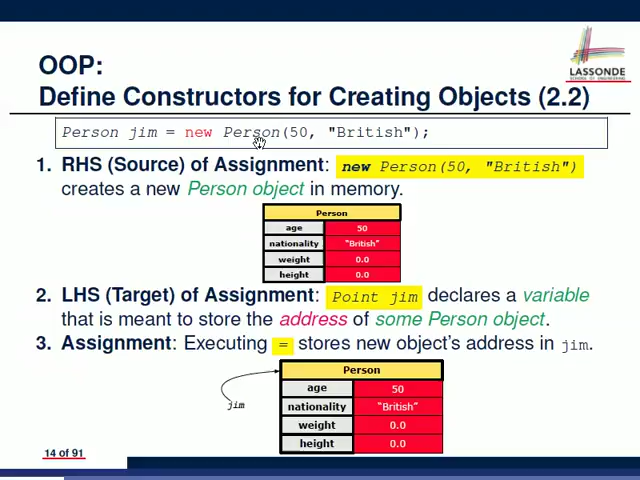 LASSONDE
SCHOOL OF ENGINEERING
OOP:
Define Constructors for Creating Objects (2.2)
Person jim = new Person(50, "British");
1. RHS (Source) of Assignment: new Person(50, "British")
creates a new Person object in memory.
Person
age 50
nationality "British"
weight 0.0
height 0.0
2. LHS (Target) of Assignment: Point jim declares a variable
that is meant to store the address of some Person object.
3. Assignment: Executing = stores new object's address in jim.
Person
age 50
jim nationality "British"
weight 0.0
height 0.0
14 of 91